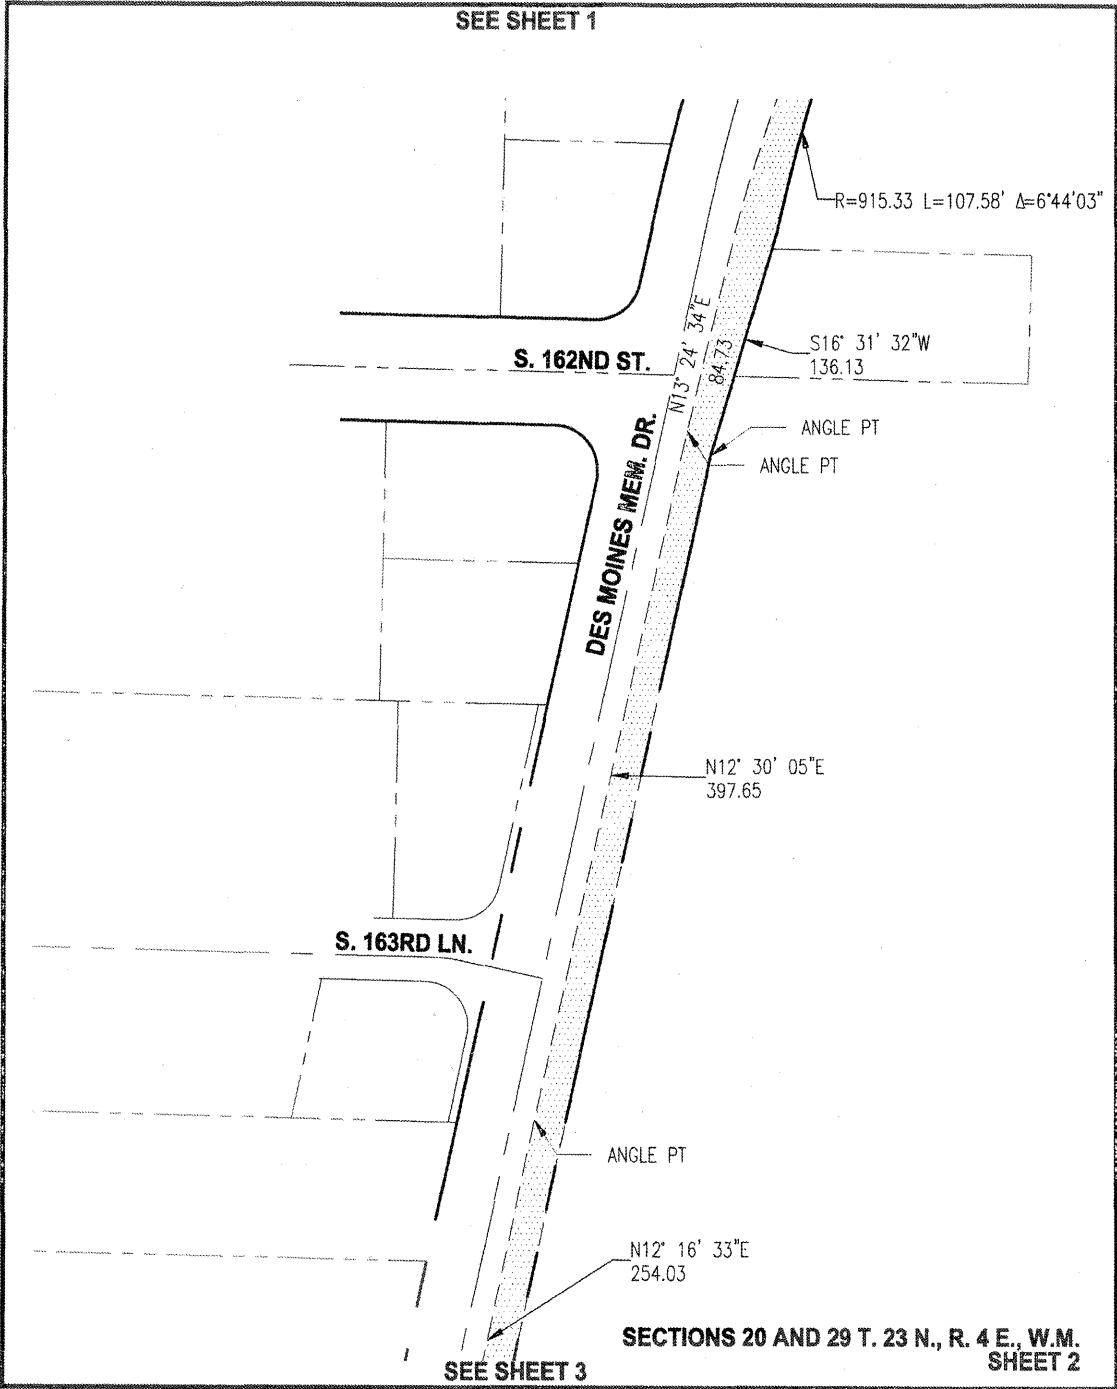 SEE SHEET 1
R=915.33 L=107.58' Δ=6°44'03"
N13° 24' 34"E
84.73
S16° 31' 32"W
136.13
S. 162ND ST.
ANGLE PT
ANGLE PT
DES MOINES MEM. DR.
N12° 30' 05"E
397.65
S. 163RD LN.
ANGLE PT
N12° 16' 33"E
254.03
SECTIONS 20 AND 29 T. 23 N., R. 4 E., W.M.
SHEET 2
SEE SHEET 3